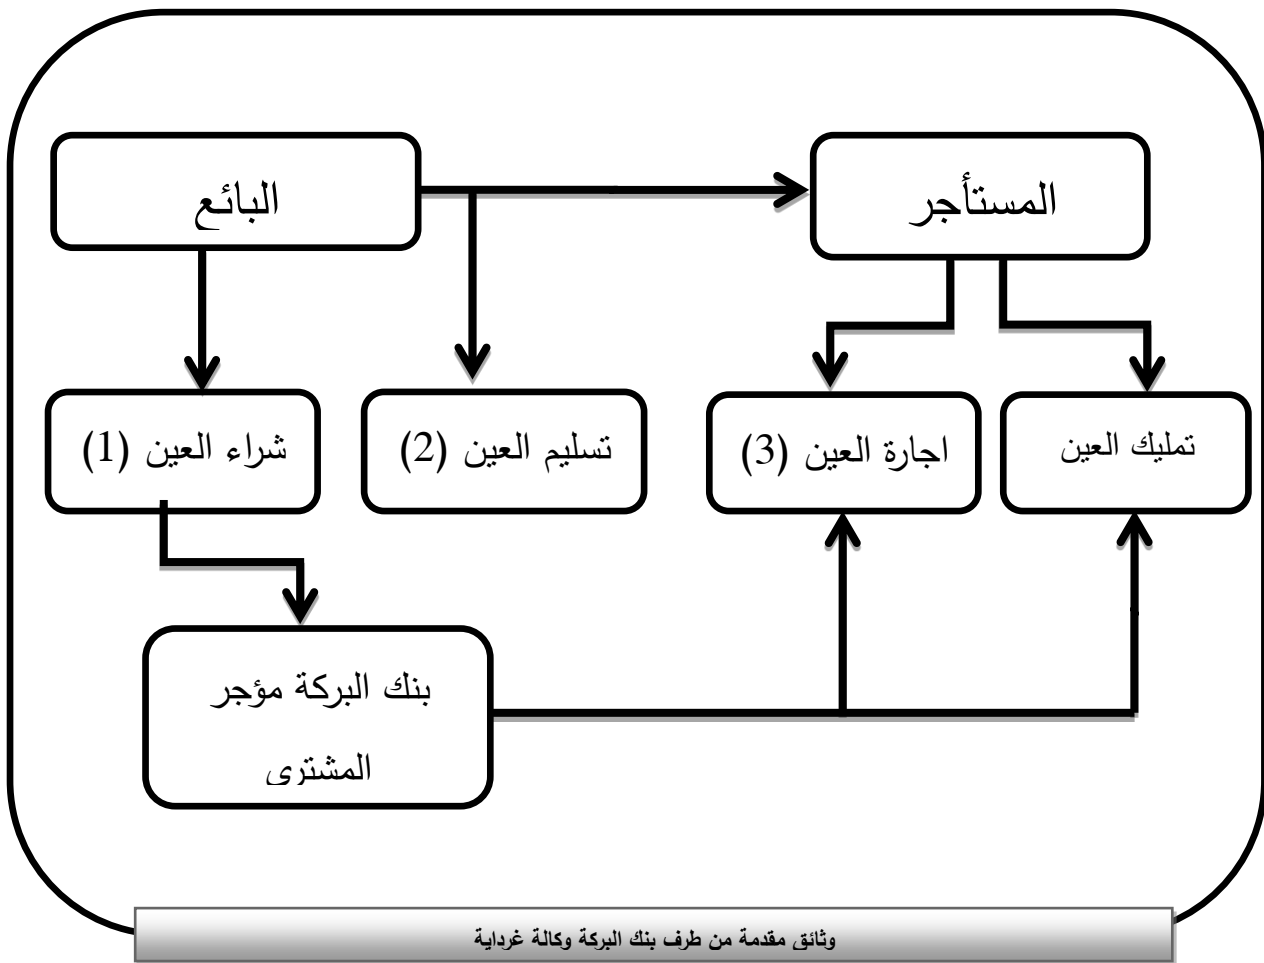 المستأجر
البائع
تمليك العين
اجارة العين (3)
تسليم العين (2)
شراء العين (1)
بنك البركة مؤجر
المشتري
وثائق مقدمة من طرف بنك البركة وكالة غرداية